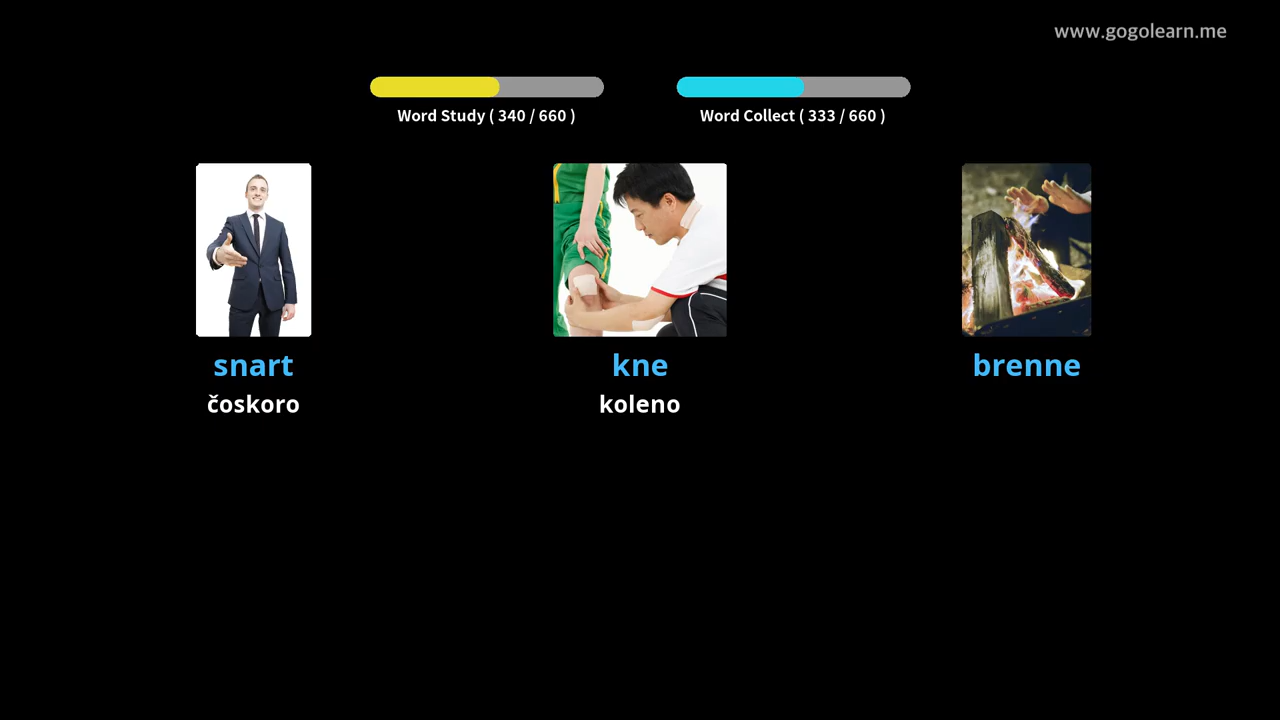 www.gogolearn.me
Word Study ( 340 / 660 )
Word Collect ( 333 / 660 )
snart
kne
brenne
čoskoro
koleno